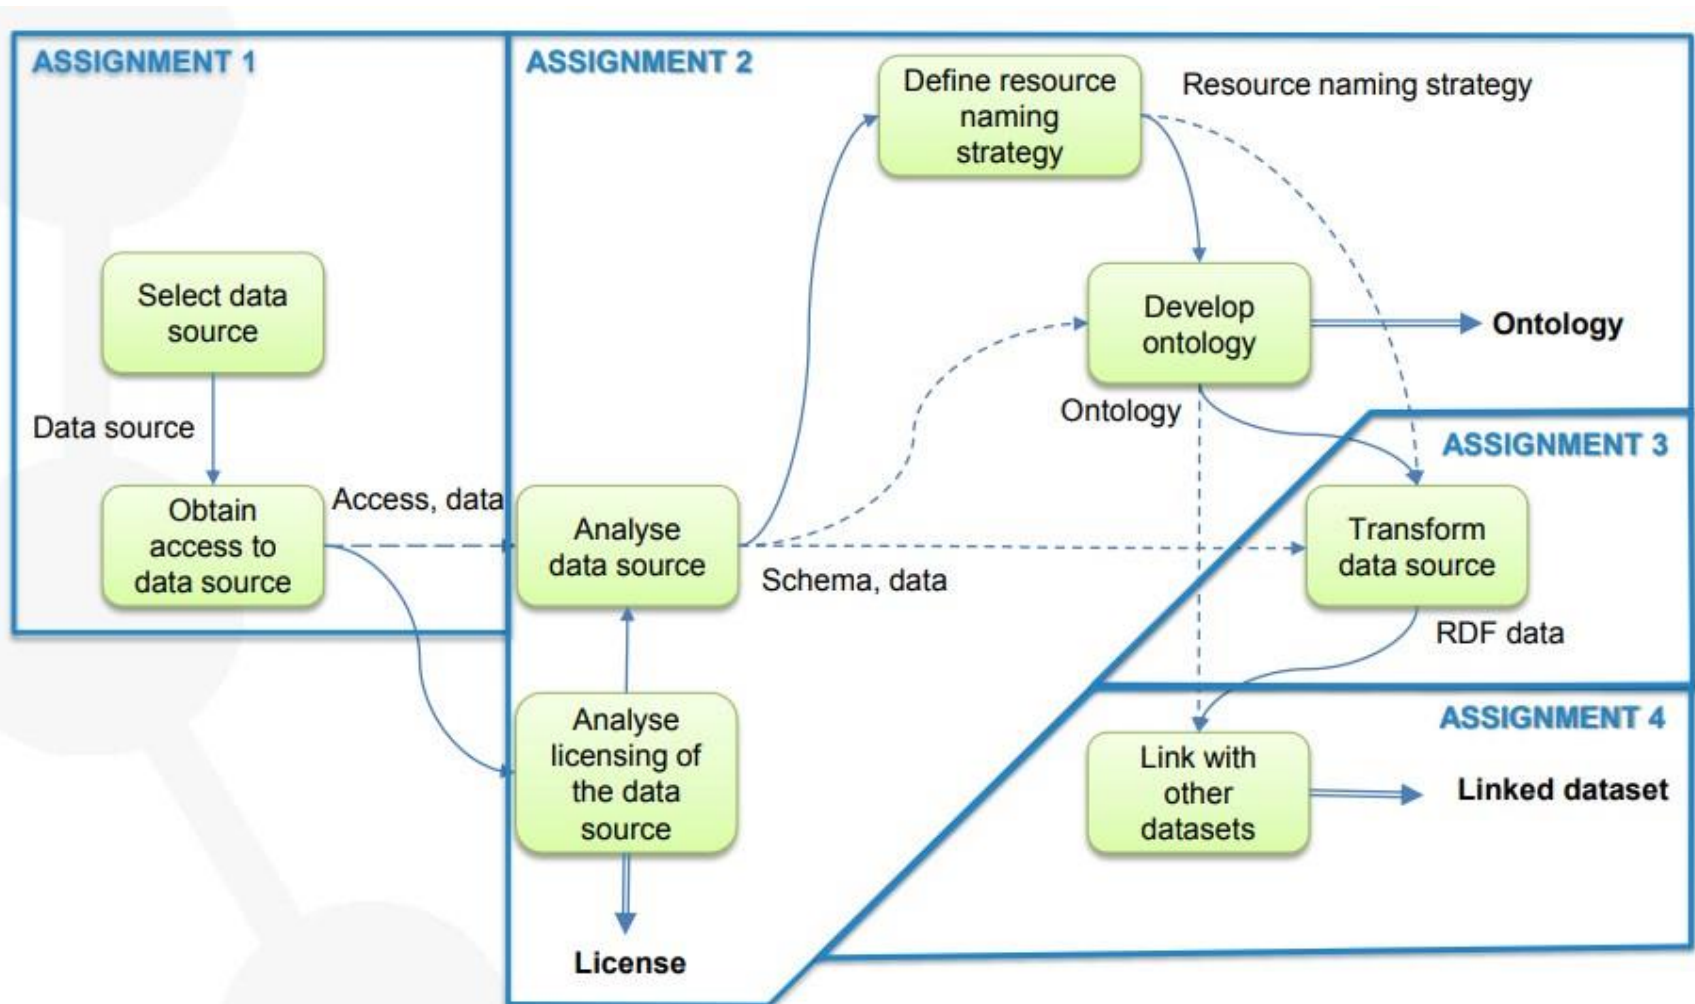 ASSIGNMENT 1
Select data
source
Data source
Obtain
access to
data source
Access, data
ASSIGNMENT 2
Define resource
naming
strategy
Resource naming strategy
Develop
ontology
Ontology
Ontology
Analyse
data source
Schema, data
Analyse
licensing of
the data
source
License
ASSIGNMENT 3
Transform
data source
RDF data
ASSIGNMENT 4
Link with
other
datasets
Linked dataset